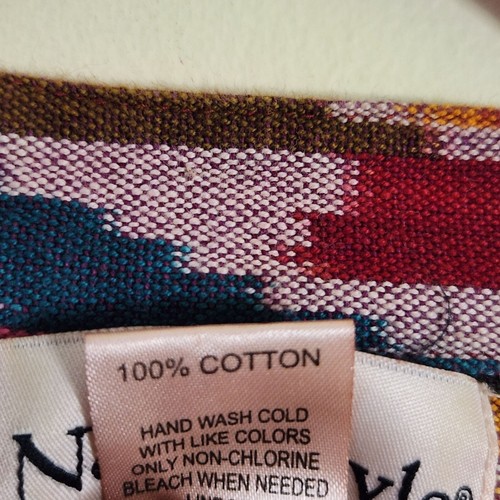 100% COTTON
HAND WASH COLD
WITH LIKE COLORS
ONLY NON-CHLORINE
BLEACH WHEN NEEDED